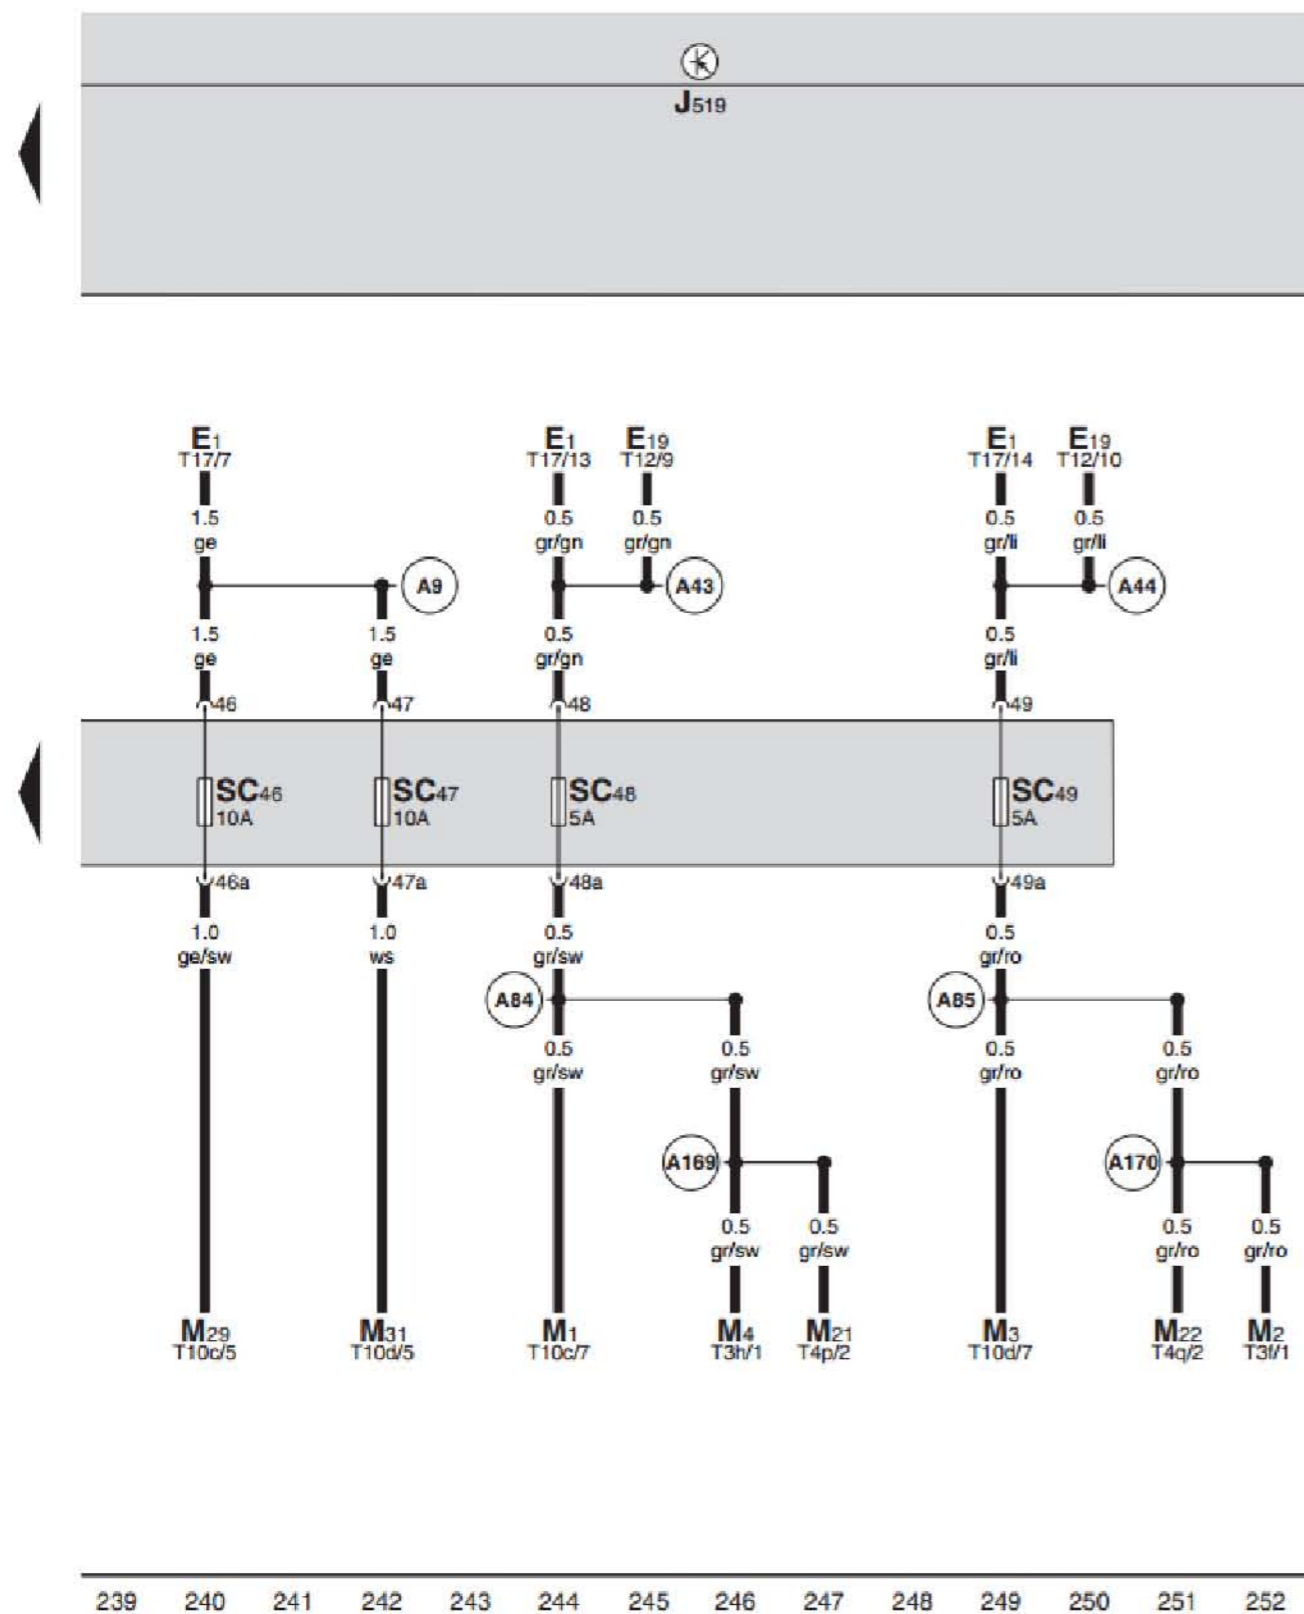 J519
E1 E1 E19 E1 E19
T17/7 T17/13 T12/9 T17/14 T12/10
1.5 0.5 0.5 0.5 0.5
ge gr/gn gr/gn gr/li gr/li
A9 A43 A44
1.5 1.5 0.5 0.5
ge ge gr/gn gr/li
46 47 48 49
SC46 SC47 SC48 SC49
10A 10A 5A 5A
46a 47a 48a 49a
1.0 1.0 0.5 0.5
ge/sw ws gr/sw gr/ro
A84 A85
0.5 0.5 0.5 0.5
gr/sw gr/sw gr/ro gr/ro
A169 A170
0.5 0.5 0.5 0.5
gr/sw gr/sw gr/ro gr/ro
M29 M31 M1 M4 M21 M3 M22 M2
T10c/5 T10d/5 T10c/7 T3h/1 T4p/2 T10d/7 T4q/2 T3f/1
239 240 241 242 243 244 245 246 247 248 249 250 251 252